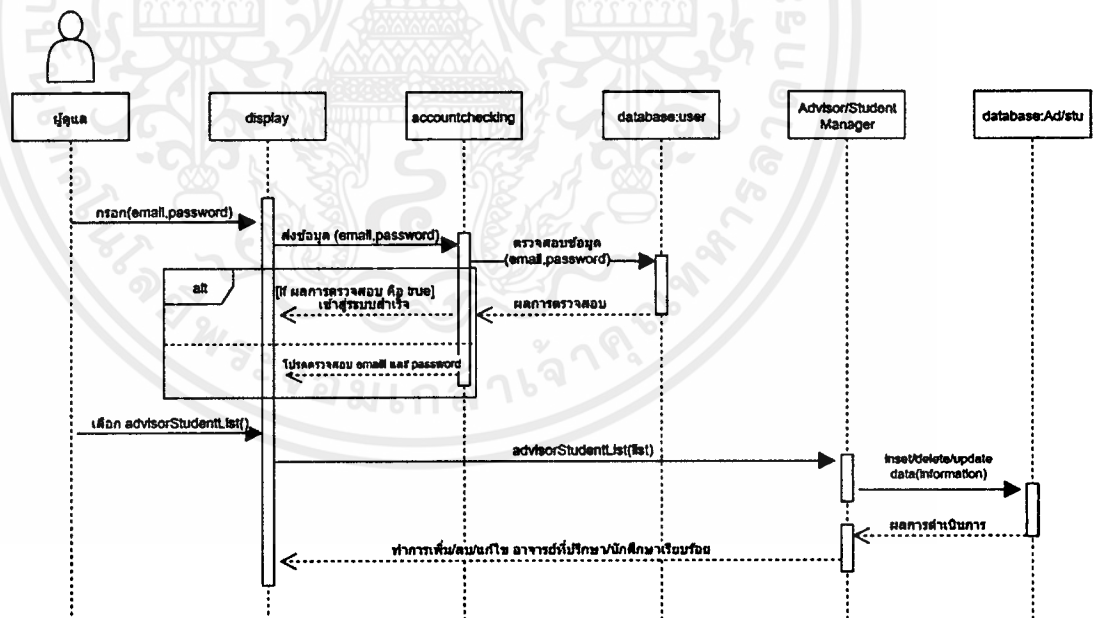 ผู้ดูแล
display
accountchecking
database:user
Advisor/Student
Manager
database:Ad/stu
กรอก(email,password)
ส่งข้อมูล (email,password)
ตรวจสอบข้อมูล
(email,password)
alt
[if ผลการตรวจสอบ คือ true]
เข้าสู่ระบบสำเร็จ
ผลการตรวจสอบ
โปรดตรวจสอบ email และ password
เลือก advisorStudentList()
advisorStudentList(list)
inset/delete/update
data(information)
ผลการดำเนินการ
ทำการเพิ่ม/ลบ/แก้ไข อาจารย์ที่ปรึกษา/นักศึกษาเรียบร้อย